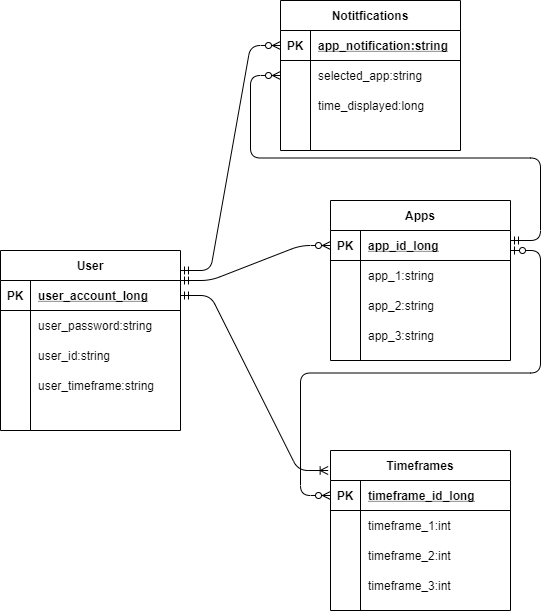 Notitfications
PK app_notification:string
selected_app:string
time_displayed:long
Apps
PK app_id_long
app_1:string
app_2:string
app_3:string
User
PK user_account_long
user_password:string
user_id:string
user_timeframe:string
Timeframes
PK timeframe_id_long
timeframe_1:int
timeframe_2:int
timeframe_3:int